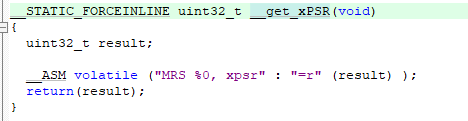 __STATIC_FORCEINLINE uint32_t __get_xPSR(void)
{
  uint32_t result;
  __ASM volatile ("MRS %0, xpsr" : "=r" (result) );
  return(result);
}